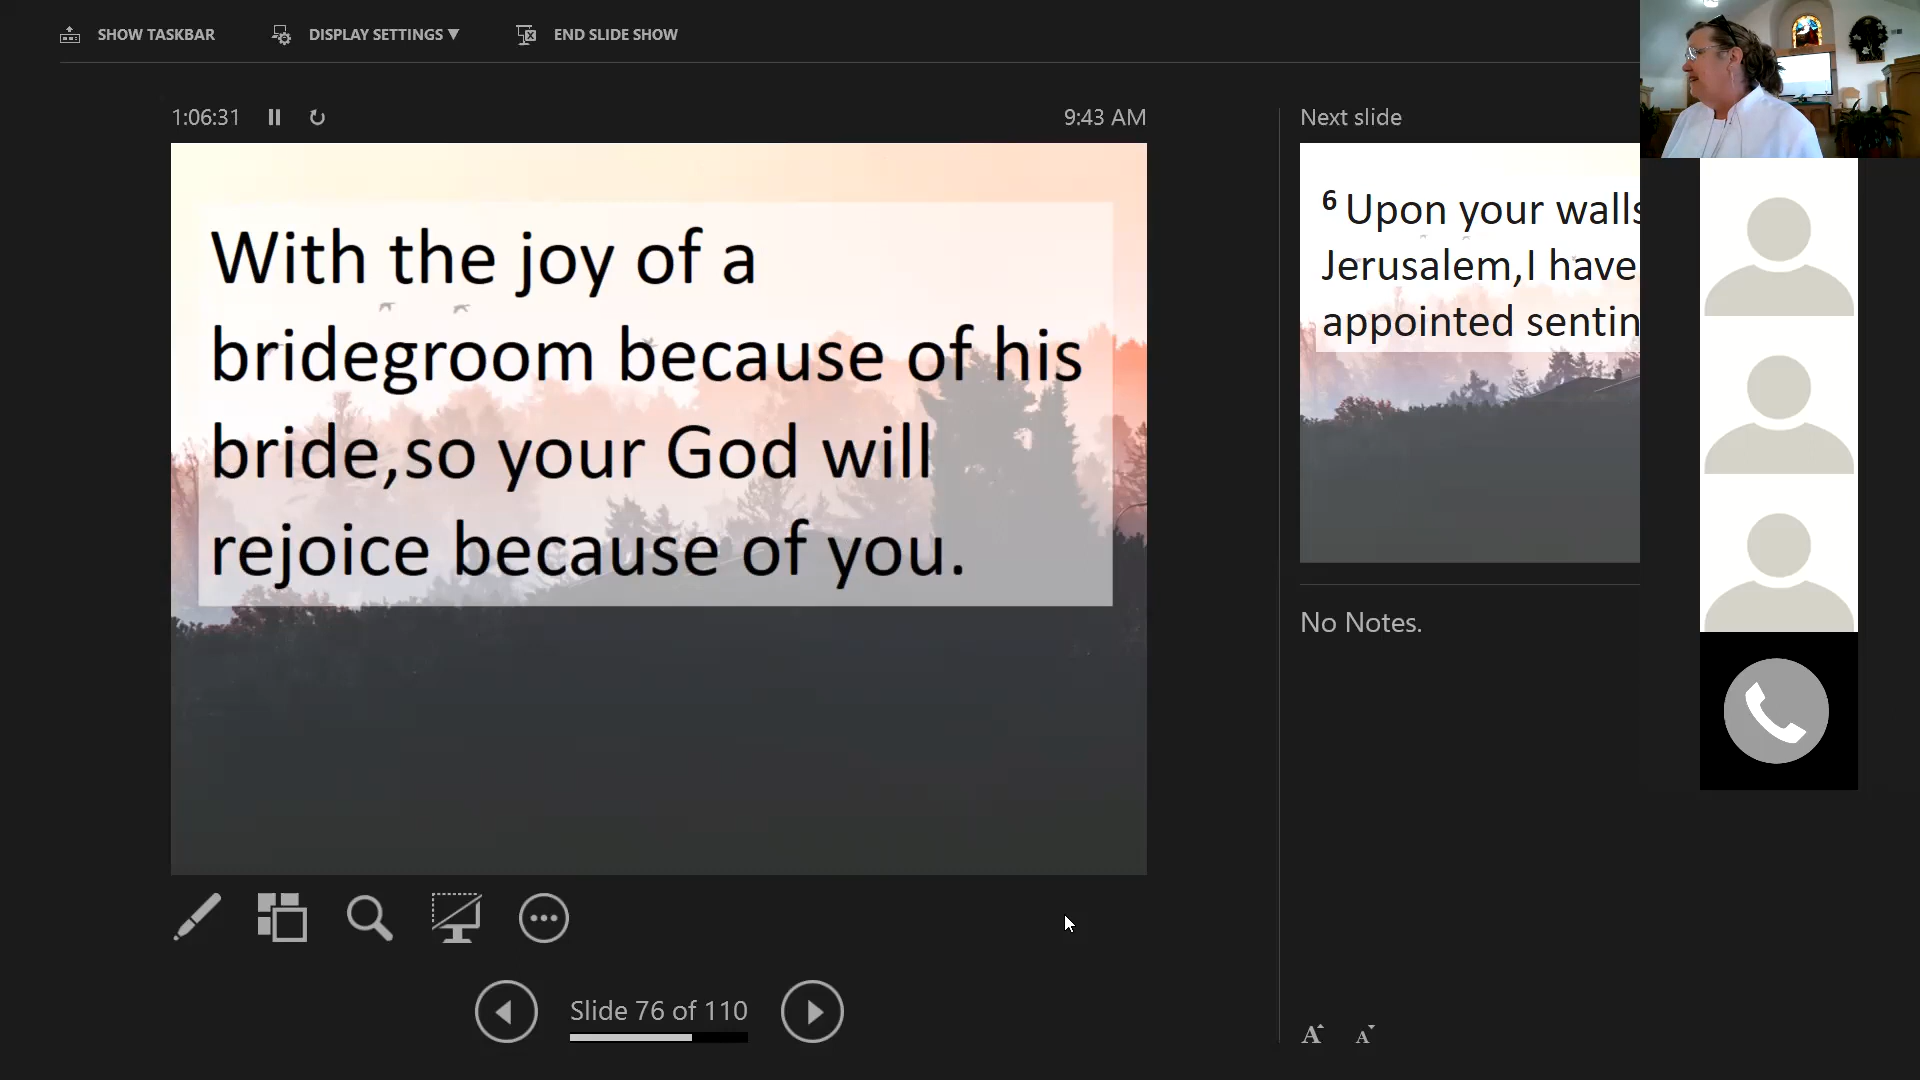 SHOW TASKBAR
DISPLAY SETTINGS ▼
END SLIDE SHOW
1:06:31
9:43 AM
With the joy of a
bridegroom because of his
bride,so your God will
rejoice because of you.
Slide 76 of 110
Next slide
6 Upon your walls
Jerusalem,I have
appointed sentin
No Notes.
A A